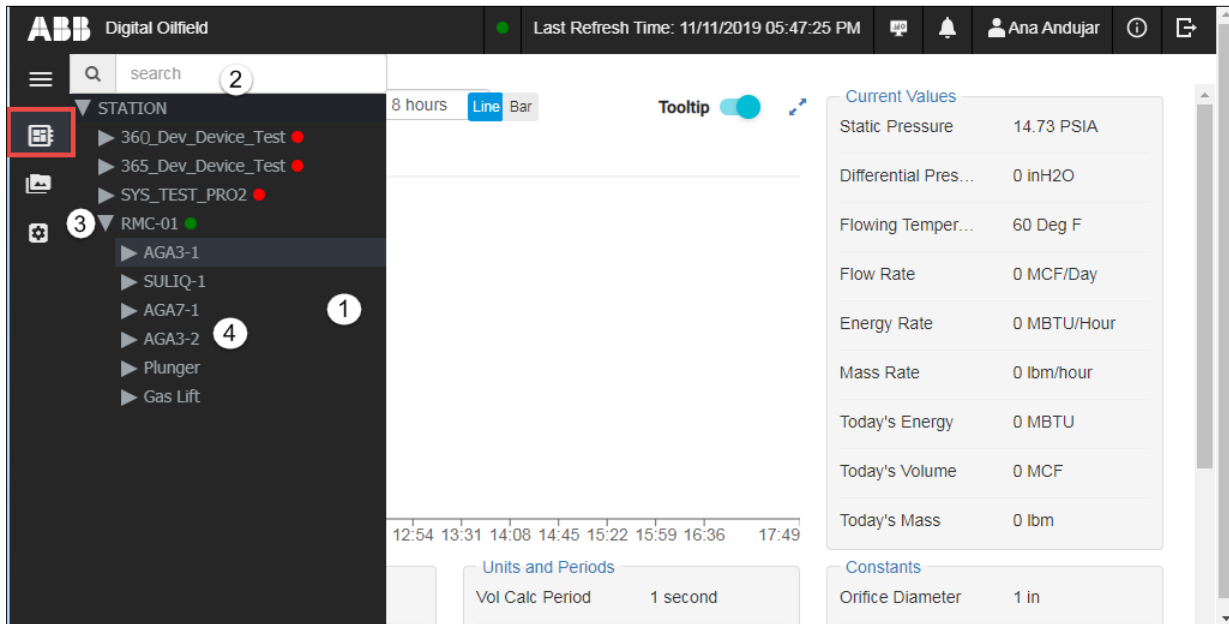 ABB Digital Oilfield Last Refresh Time: 11/11/2019 05:47:25 PM Ana Andujar
search 2
STATION
360_Dev_Device_Test
365_Dev_Device_Test
SYS_TEST_PRO2
3 RMC-01
AGA3-1
SULIQ-1
AGA7-1 1
AGA3-2 4
Plunger
Gas Lift
8 hours Line Bar Tooltip
12:54 13:31 14:08 14:45 15:22 15:59 16:36 17:49
Current Values
Static Pressure 14.73 PSIA
Differential Pres... 0 inH2O
Flowing Temper... 60 Deg F
Flow Rate 0 MCF/Day
Energy Rate 0 MBTU/Hour
Mass Rate 0 lbm/hour
Today's Energy 0 MBTU
Today's Volume 0 MCF
Today's Mass 0 lbm
Units and Periods
Vol Calc Period 1 second
Constants
Orifice Diameter 1 in